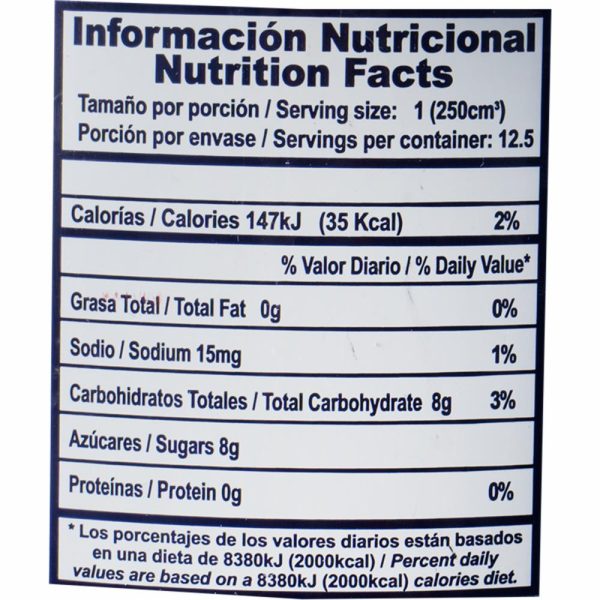 Información Nutricional
Nutrition Facts
Tamaño por porción / Serving size: 1 (250cm³)
Porción por envase / Servings per container: 12.5
Calorías / Calories 147kJ (35 Kcal) 2%
% Valor Diario / % Daily Value*
Grasa Total / Total Fat 0g 0%
Sodio / Sodium 15mg 1%
Carbohidratos Totales / Total Carbohydrate 8g 3%
Azúcares / Sugars 8g
Proteínas / Protein 0g 0%
* Los porcentajes de los valores diarios están basados
en una dieta de 8380kJ (2000kcal) / Percent daily
values are based on a 8380kJ (2000kcal) calories diet.